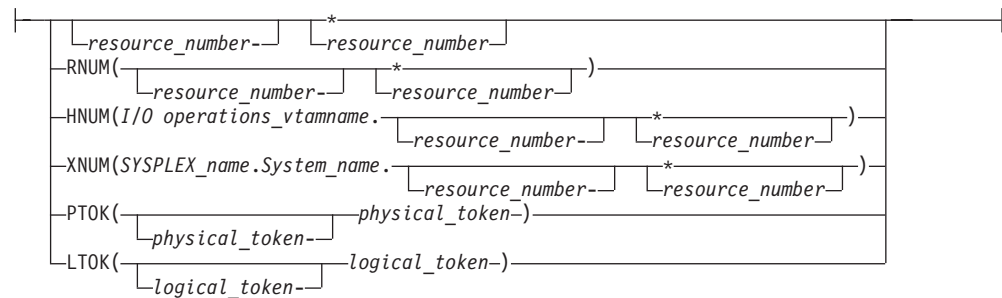 *
resource_number- resource_number
RNUM( * )
resource_number- resource_number
HNUM(I/O operations_vtamname. * )
resource_number- resource_number
XNUM(SYSPLEX_name.System_name. * )
resource_number- resource_number
PTOK( physical_token )
physical_token-
LTOK( logical_token )
logical_token-